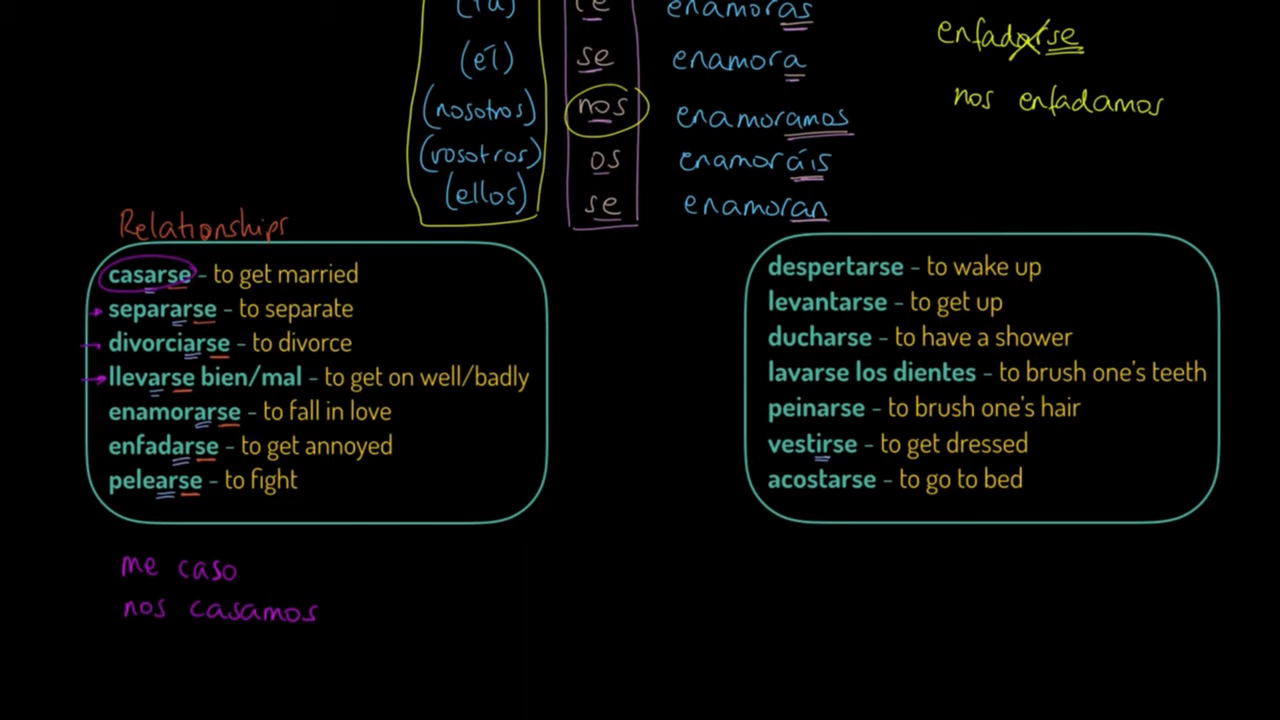 (tú) te enamoras
(él) se enamora
(nosotros) nos enamoramos
(vosotros) os enamoráis
(ellos) se enamoran
enfadarse
nos enfadamos
Relationships
casarse - to get married
separarse - to separate
divorciarse - to divorce
llevarse bien/mal - to get on well/badly
enamorarse - to fall in love
enfadarse - to get annoyed
pelearse - to fight
me caso
nos casamos
despertarse - to wake up
levantarse - to get up
ducharse - to have a shower
lavarse los dientes - to brush one's teeth
peinarse - to brush one's hair
vestirse - to get dressed
acostarse - to go to bed